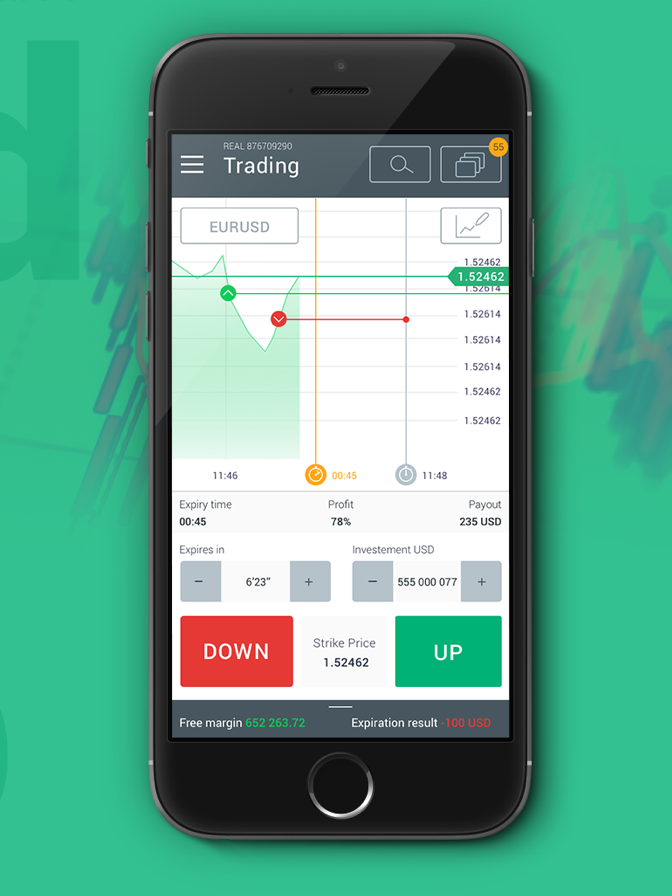 REAL 876709290
Trading
55
EURUSD
1.52462
1.52462
1.52614
1.52614
1.52614
1.52614
1.52462
1.52462
11:46
00:45
11:48
Expiry time
Profit
Payout
00:45
78%
235 USD
Expires in
Investement USD
−
6'23”
+
−
555 000 077
+
DOWN
Strike Price
1.52462
UP
Free margin 652 263.72
Expiration result -100 USD